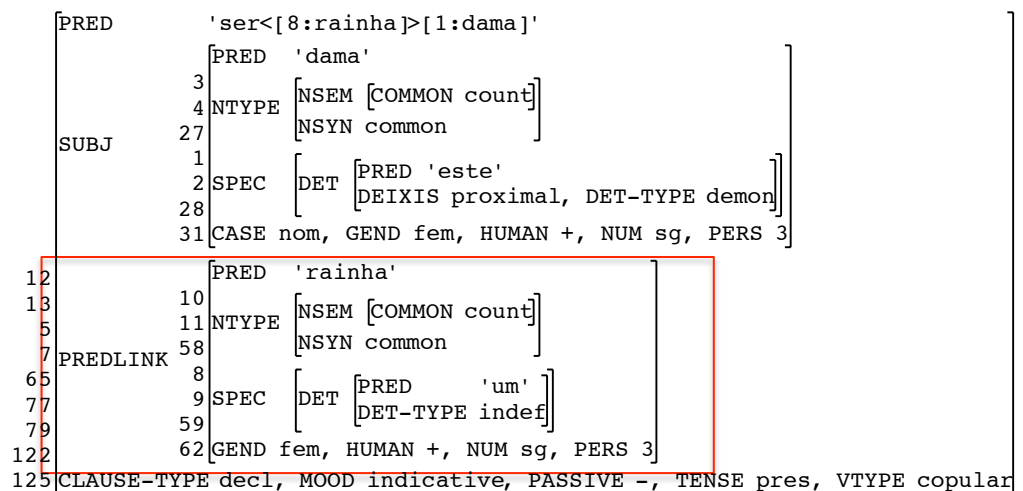 PRED 'ser<[8:rainha]>[1:dama]'
PRED 'dama'
3
4 NTYPE NSEM [COMMON count]
27 NSYN common
SUBJ
1
2 SPEC DET PRED 'este'
DEIXIS proximal, DET-TYPE demon
28
31 CASE nom, GEND fem, HUMAN +, NUM sg, PERS 3
12 PRED 'rainha'
13 10 NSEM [COMMON count]
5 11 NTYPE
58 NSYN common
7 PREDLINK
65 8
77 9 SPEC DET PRED 'um'
DET-TYPE indef
79 59
122 62 GEND fem, HUMAN +, NUM sg, PERS 3
125 CLAUSE-TYPE decl, MOOD indicative, PASSIVE -, TENSE pres, VTYPE copular